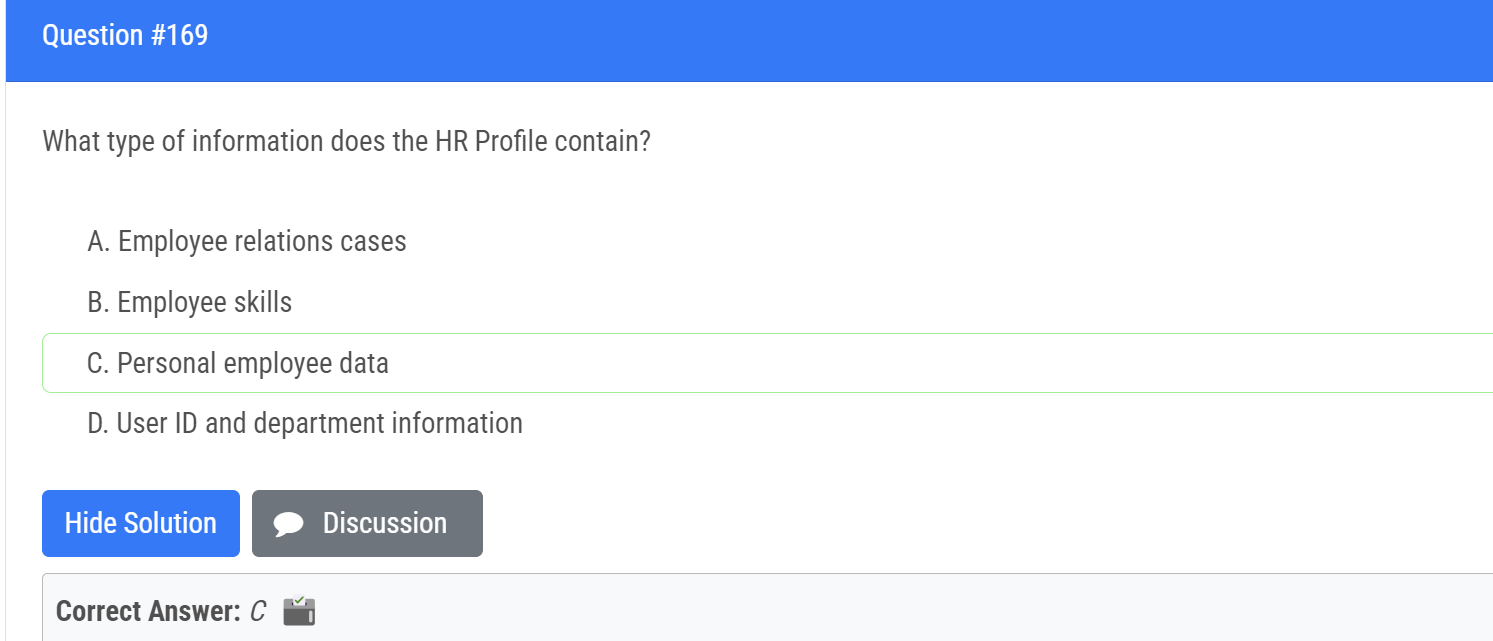 Question #169
What type of information does the HR Profile contain?
A. Employee relations cases
B. Employee skills
C. Personal employee data
D. User ID and department information
Hide Solution Discussion
Correct Answer: C